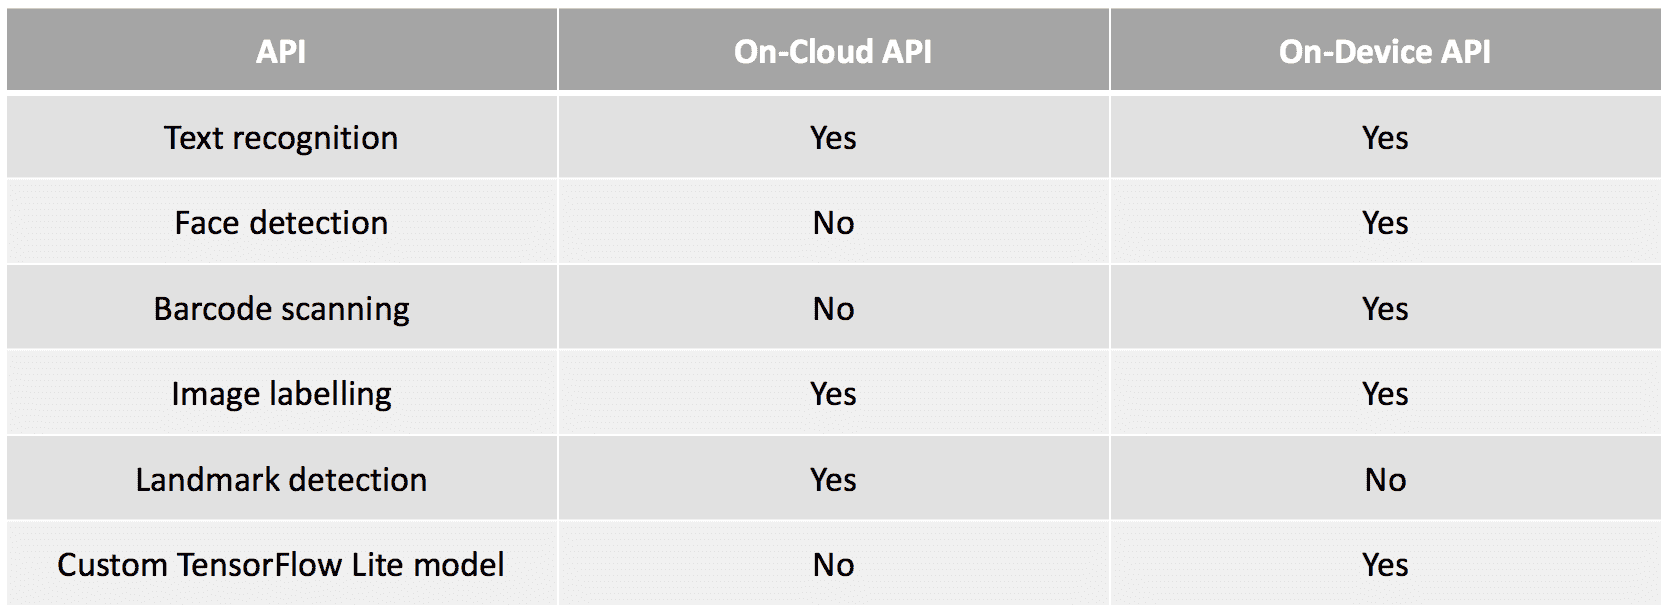 API On-Cloud API On-Device API
Text recognition Yes Yes
Face detection No Yes
Barcode scanning No Yes
Image labelling Yes Yes
Landmark detection Yes No
Custom TensorFlow Lite model No Yes